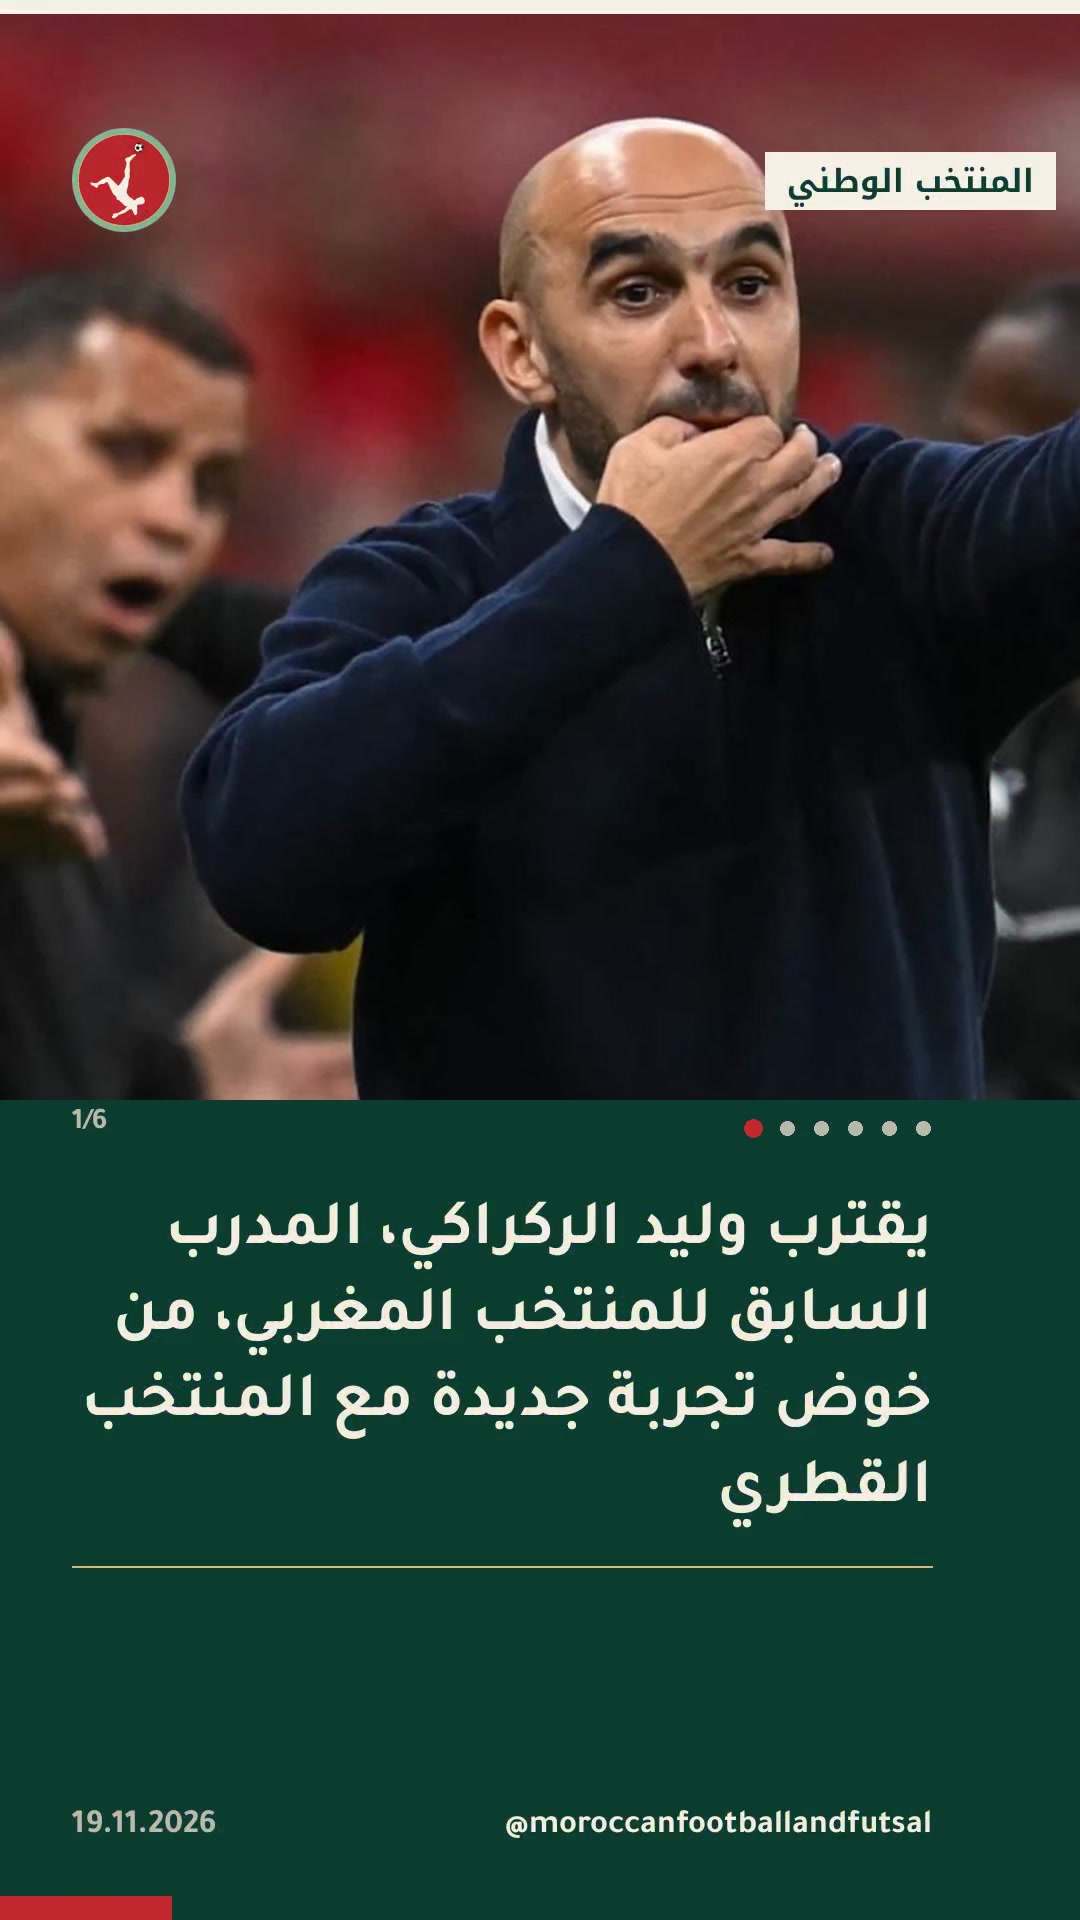 المنتخب الوطني
1/6
يقترب وليد الركراكي، المدرب
السابق للمنتخب المغربي، من
خوض تجربة جديدة مع المنتخب
القطري
19.11.2026
@moroccanfootballandfutsal